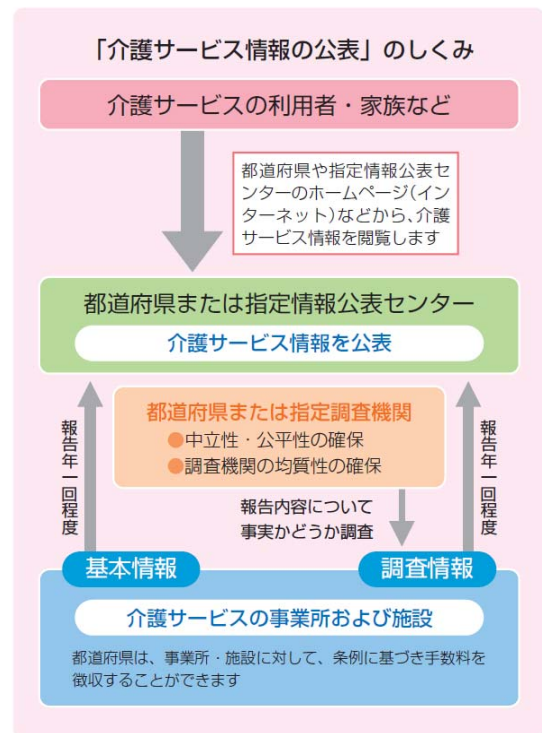 「介護サービス情報の公表」のしくみ
介護サービスの利用者・家族など
都道府県や指定情報公表セ
ンターのホームページ(イン
ターネット)などから、介護
サービス情報を閲覧します
都道府県または指定情報公表センター
介護サービス情報を公表
都道府県または指定調査機関
●中立性・公平性の確保
●調査機関の均質性の確保
報告年一回程度
報告年一回程度
報告内容について
事実かどうか調査
基本情報
調査情報
介護サービスの事業所および施設
都道府県は、事業所・施設に対して、条例に基づき手数料を
徴収することができます